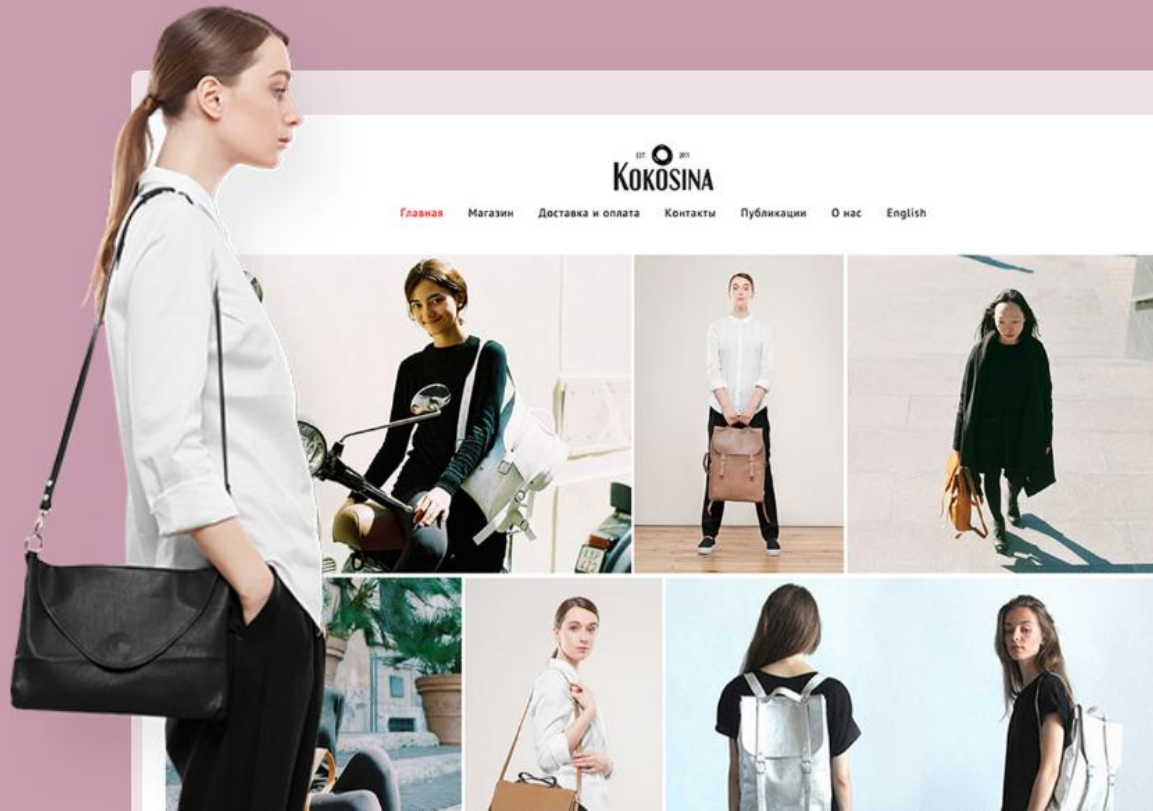 EST. 2011
KOKOSINA
Главная Магазин Доставка и оплата Контакты Публикации О нас English